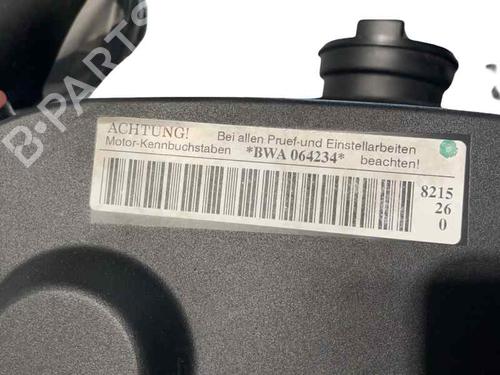 B-PARTS
ACHTUNG! Bei allen Pruef-und Einstellarbeiten
Motor-Kennbuchstaben *BWA 064234* beachten!
8215
26
0